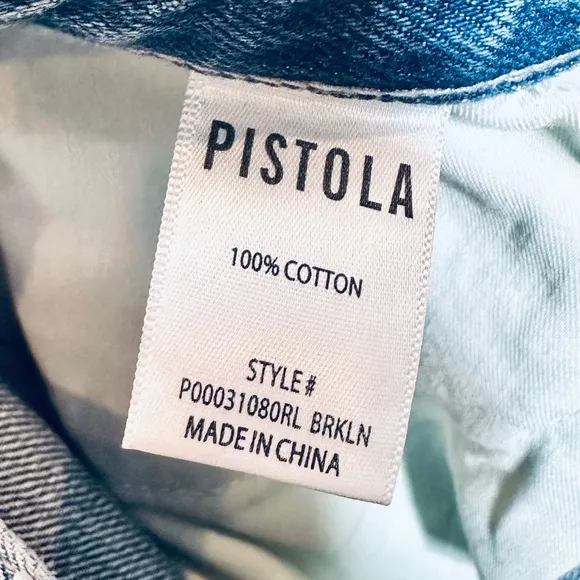 PISTOLA
100% COTTON
STYLE#
P00031080RL BRKLN
MADE IN CHINA